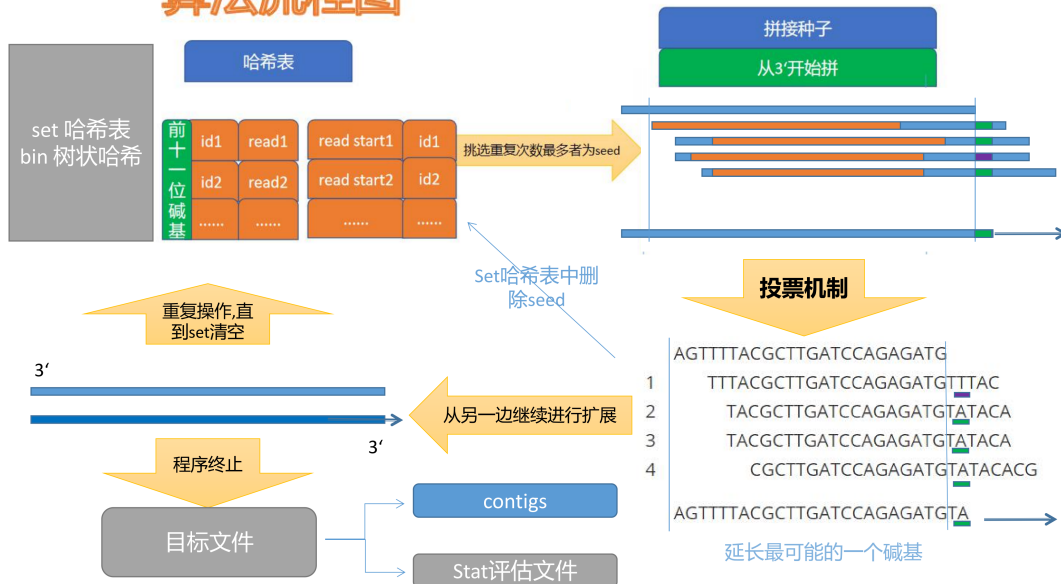 算法流程图
set 哈希表
bin 树状哈希
哈希表
前十一位碱基
id1
read1
read start1
id1
id2
read2
read start2
id2
......
......
......
......
挑选重复次数最多者为seed
拼接种子
从3‘开始拼
Set哈希表中删
除seed
投票机制
AGTTTTACGCTTGATCCAGAGATG
1
TTTACGCTTGATCCAGAGATGTTTAC
2
TACGCTTGATCCAGAGATGTATACA
3
TACGCTTGATCCAGAGATGTATACA
4
CGCTTGATCCAGAGATGTATACACG
AGTTTTACGCTTGATCCAGAGATGTA
延长最可能的一个碱基
从另一边继续进行扩展
重复操作,直
到set清空
3‘
3‘
程序终止
目标文件
contigs
Stat评估文件